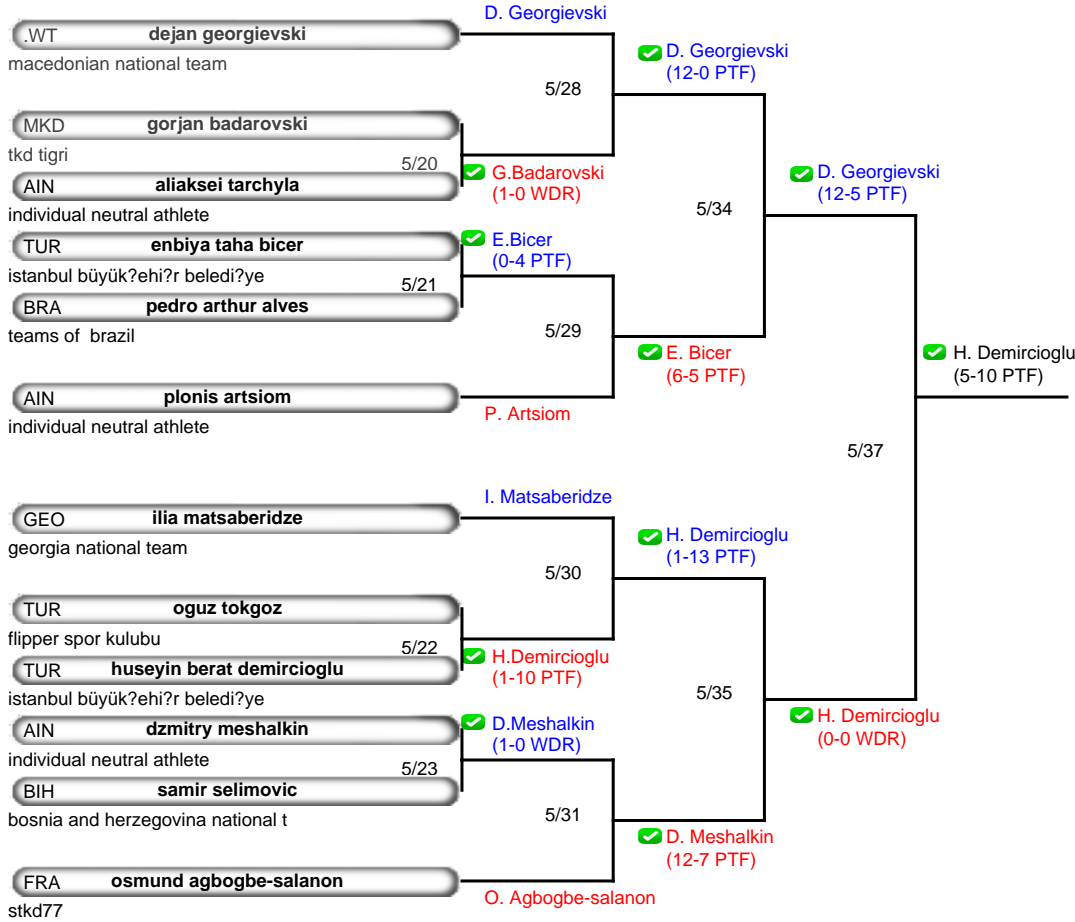 D. Georgievski
.WT dejan georgievski
macedonian national team
D. Georgievski
(12-0 PTF)
5/28
MKD gorjan badarovski
tkd tigri
5/20
G.Badarovski
(1-0 WDR)
AIN aliaksei tarchyla
individual neutral athlete
D. Georgievski
(12-5 PTF)
5/34
TUR enbiya taha bicer
istanbul büyük?ehi?r beledi?ye
E.Bicer
(0-4 PTF)
5/21
BRA pedro arthur alves
teams of  brazil
5/29
E. Bicer
(6-5 PTF)
H. Demircioglu
(5-10 PTF)
AIN plonis artsiom
individual neutral athlete
P. Artsiom
5/37
I. Matsaberidze
GEO ilia matsaberidze
georgia national team
H. Demircioglu
(1-13 PTF)
5/30
TUR oguz tokgoz
flipper spor kulubu
5/22
H.Demircioglu
(1-10 PTF)
TUR huseyin berat demircioglu
istanbul büyük?ehi?r beledi?ye
5/35
AIN dzmitry meshalkin
individual neutral athlete
D.Meshalkin
(1-0 WDR)
H. Demircioglu
(0-0 WDR)
5/23
BIH samir selimovic
bosnia and herzegovina national t
5/31
D. Meshalkin
(12-7 PTF)
FRA osmund agbogbe-salanon
stkd77
O. Agbogbe-salanon